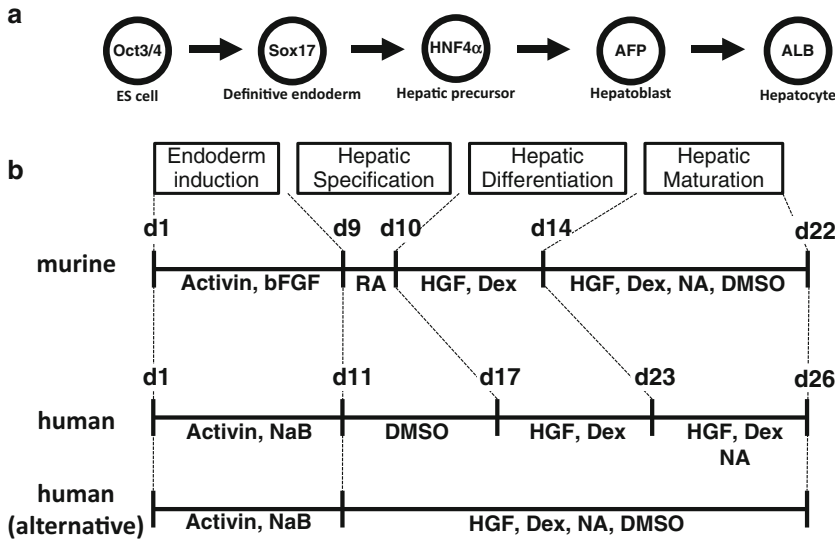 a
Oct3/4 Sox17 HNF4α AFP ALB
ES cell Definitive endoderm Hepatic precursor Hepatoblast Hepatocyte
b
Endoderm induction
Hepatic Specification
Hepatic Differentiation
Hepatic Maturation
d1 d9 d10 d14 d22
murine
Activin, bFGF RA HGF, Dex HGF, Dex, NA, DMSO
d1 d11 d17 d23 d26
human
Activin, NaB DMSO HGF, Dex HGF, Dex
NA
human
(alternative)
Activin, NaB HGF, Dex, NA, DMSO